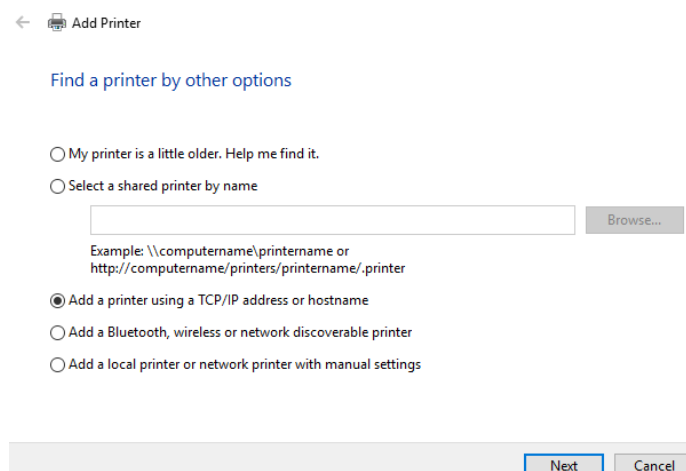 Add Printer
Find a printer by other options
My printer is a little older. Help me find it.
Select a shared printer by name
Browse...
Example: \\computername\printername or
http://computername/printers/printername/.printer
Add a printer using a TCP/IP address or hostname
Add a Bluetooth, wireless or network discoverable printer
Add a local printer or network printer with manual settings
Next Cancel